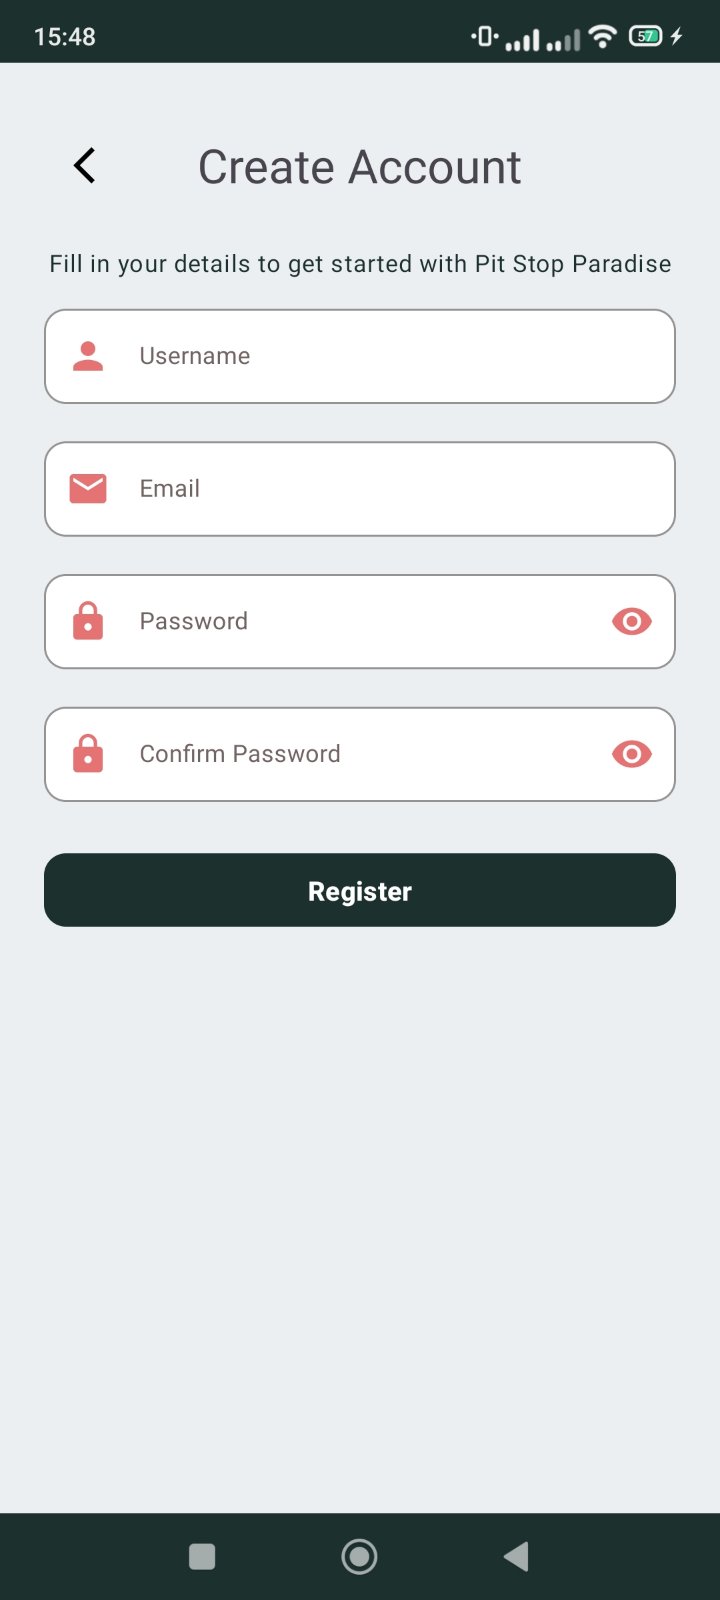 15:48
57
Create Account
Fill in your details to get started with Pit Stop Paradise
Username
Email
Password
Confirm Password
Register